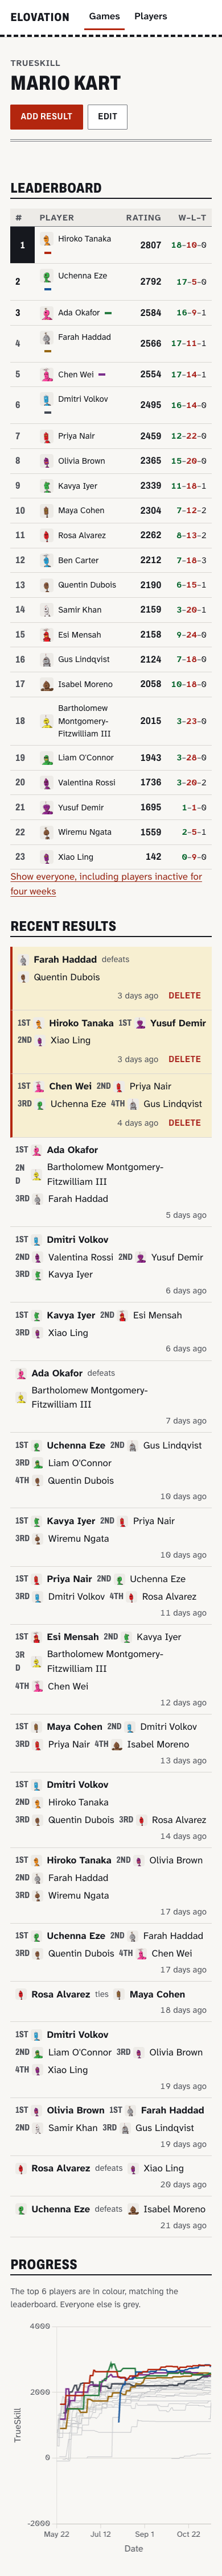 ELOVATION Games Players
TRUESKILL
MARIO KART
ADD RESULT EDIT
LEADERBOARD
# PLAYER RATING W–L–T
1 Hiroko Tanaka 2807 18–10–0
2 Uchenna Eze 2792 17–5–0
3 Ada Okafor 2584 16–9–1
4 Farah Haddad 2566 17–11–1
5 Chen Wei 2554 17–14–1
6 Dmitri Volkov 2495 16–14–0
7 Priya Nair 2459 12–22–0
8 Olivia Brown 2365 15–20–0
9 Kavya Iyer 2339 11–18–1
10 Maya Cohen 2304 7–12–2
11 Rosa Alvarez 2262 8–13–2
12 Ben Carter 2212 7–18–3
13 Quentin Dubois 2190 6–15–1
14 Samir Khan 2159 3–20–1
15 Esi Mensah 2158 9–24–0
16 Gus Lindqvist 2124 7–18–0
17 Isabel Moreno 2058 10–18–0
18 Bartholomew
Montgomery-
Fitzwilliam III 2015 3–23–0
19 Liam O'Connor 1943 3–28–0
20 Valentina Rossi 1736 3–20–2
21 Yusuf Demir 1695 1–1–0
22 Wiremu Ngata 1559 2–5–1
23 Xiao Ling 142 0–9–0
Show everyone, including players inactive for
four weeks
RECENT RESULTS
Farah Haddad defeats
Quentin Dubois
3 days ago DELETE
1ST Hiroko Tanaka 1ST Yusuf Demir
2ND Xiao Ling
3 days ago DELETE
1ST Chen Wei 2ND Priya Nair
3RD Uchenna Eze 4TH Gus Lindqvist
4 days ago DELETE
1ST Ada Okafor
2ND Bartholomew Montgomery-
Fitzwilliam III
3RD Farah Haddad
5 days ago
1ST Dmitri Volkov
2ND Valentina Rossi 2ND Yusuf Demir
3RD Kavya Iyer
6 days ago
1ST Kavya Iyer 2ND Esi Mensah
3RD Xiao Ling
6 days ago
Ada Okafor defeats
Bartholomew Montgomery-
Fitzwilliam III
7 days ago
1ST Uchenna Eze 2ND Gus Lindqvist
3RD Liam O'Connor
4TH Quentin Dubois
10 days ago
1ST Kavya Iyer 2ND Priya Nair
3RD Wiremu Ngata
10 days ago
1ST Priya Nair 2ND Uchenna Eze
3RD Dmitri Volkov 4TH Rosa Alvarez
11 days ago
1ST Esi Mensah 2ND Kavya Iyer
3RD Bartholomew Montgomery-
Fitzwilliam III
4TH Chen Wei
12 days ago
1ST Maya Cohen 2ND Dmitri Volkov
3RD Priya Nair 4TH Isabel Moreno
13 days ago
1ST Dmitri Volkov
2ND Hiroko Tanaka
3RD Quentin Dubois 3RD Rosa Alvarez
14 days ago
1ST Hiroko Tanaka 2ND Olivia Brown
2ND Farah Haddad
3RD Wiremu Ngata
17 days ago
1ST Uchenna Eze 2ND Farah Haddad
3RD Quentin Dubois 4TH Chen Wei
17 days ago
Rosa Alvarez ties Maya Cohen
18 days ago
1ST Dmitri Volkov
2ND Liam O'Connor 3RD Olivia Brown
4TH Xiao Ling
19 days ago
1ST Olivia Brown 1ST Farah Haddad
2ND Samir Khan 3RD Gus Lindqvist
19 days ago
Rosa Alvarez defeats Xiao Ling
20 days ago
Uchenna Eze defeats Isabel Moreno
21 days ago
PROGRESS
The top 6 players are in colour, matching the
leaderboard. Everyone else is grey.
4000
2000
0
-2000
TrueSkill
May 22 Jul 12 Sep 1 Oct 22
Date